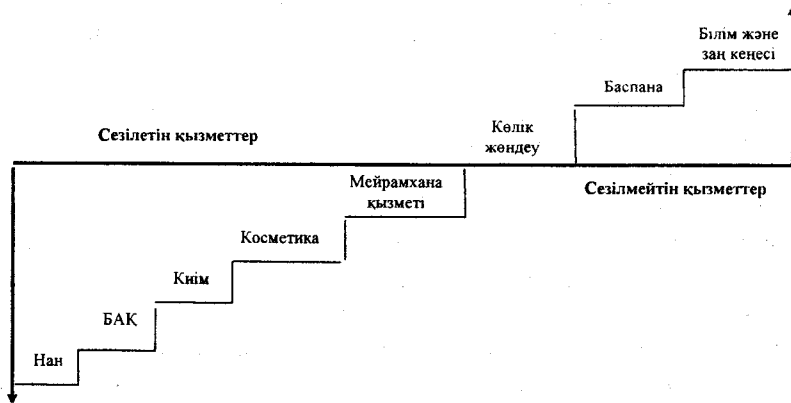 Білім және
заң кеңесі
Баспана
Көлік
жөндеу
Сезілетін қызметтер
Сезілмейтін қызметтер
Мейрамхана
қызметі
Косметика
Киім
БАҚ
Нан